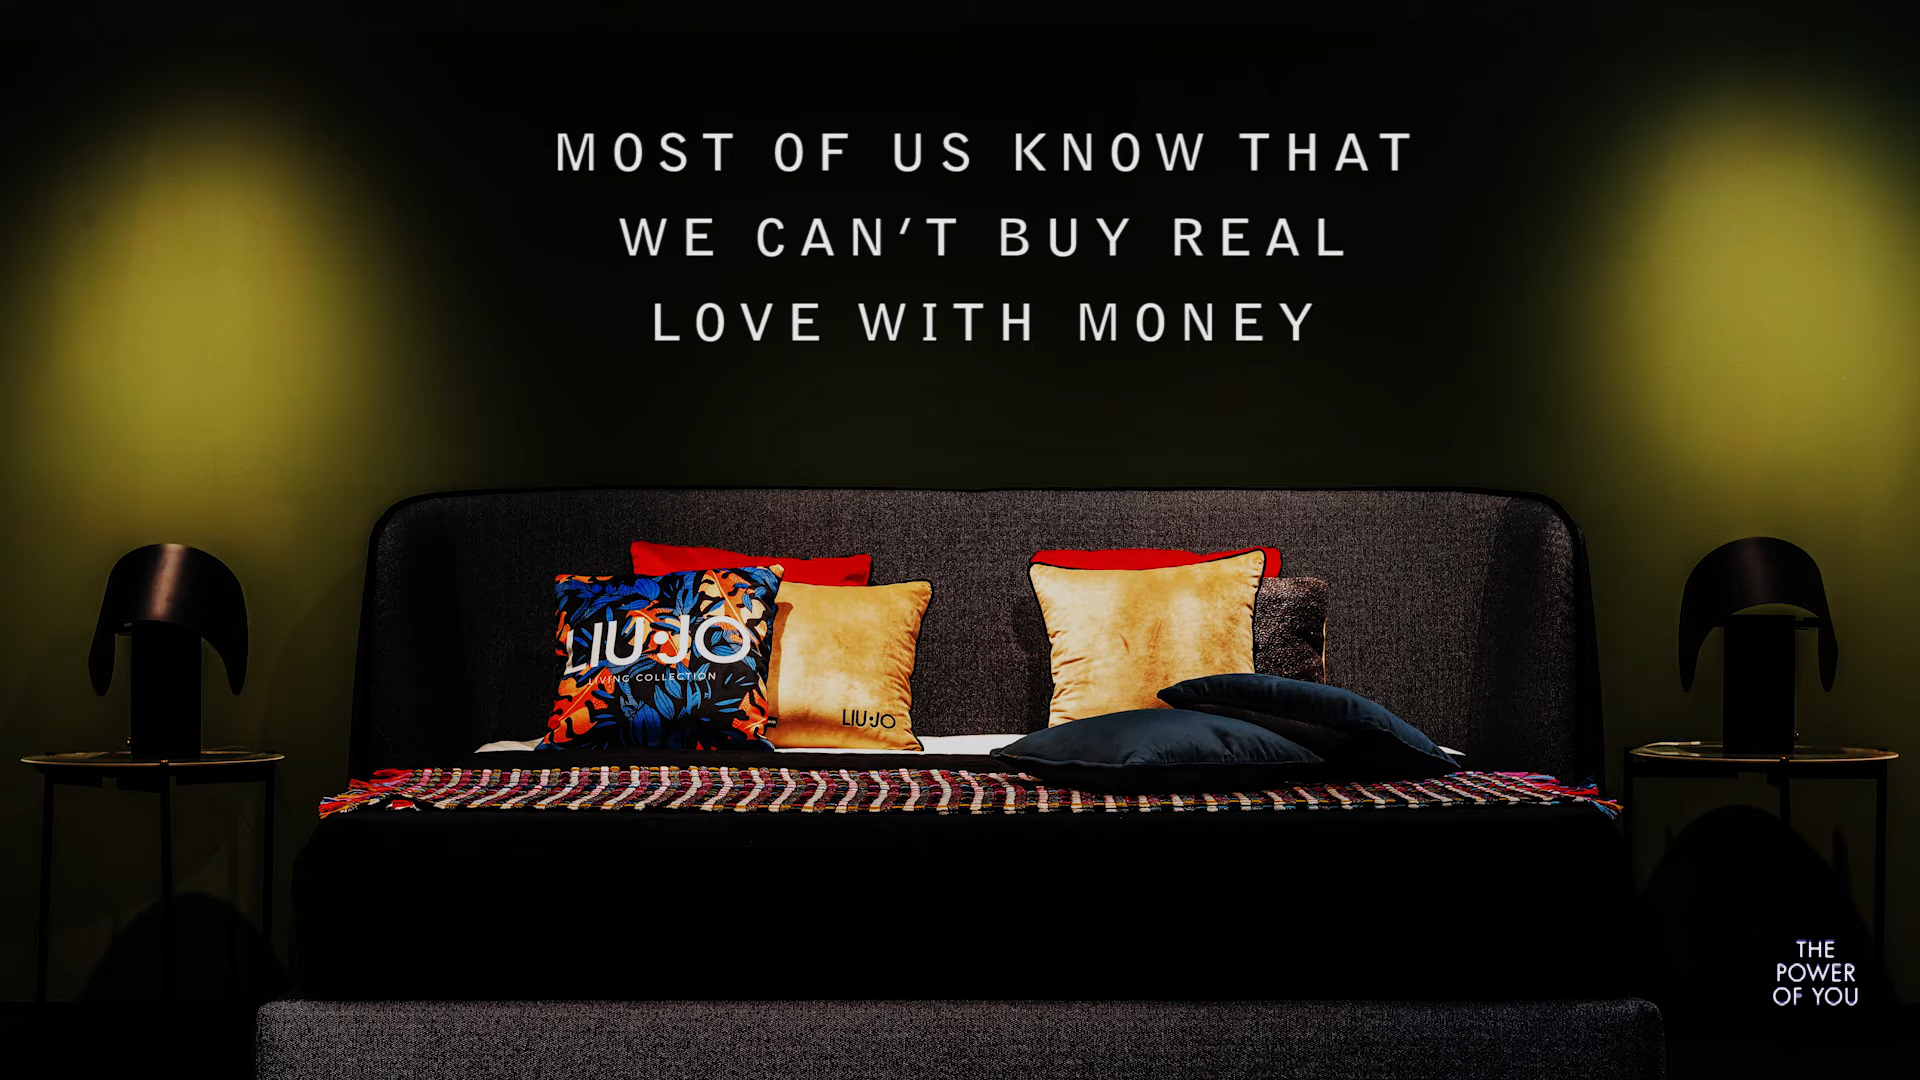 MOST OF US KNOW THAT
WE CAN'T BUY REAL
LOVE WITH MONEY
LIU·JO
LIVING COLLECTION
LIU·JO
THE
POWER
OF YOU